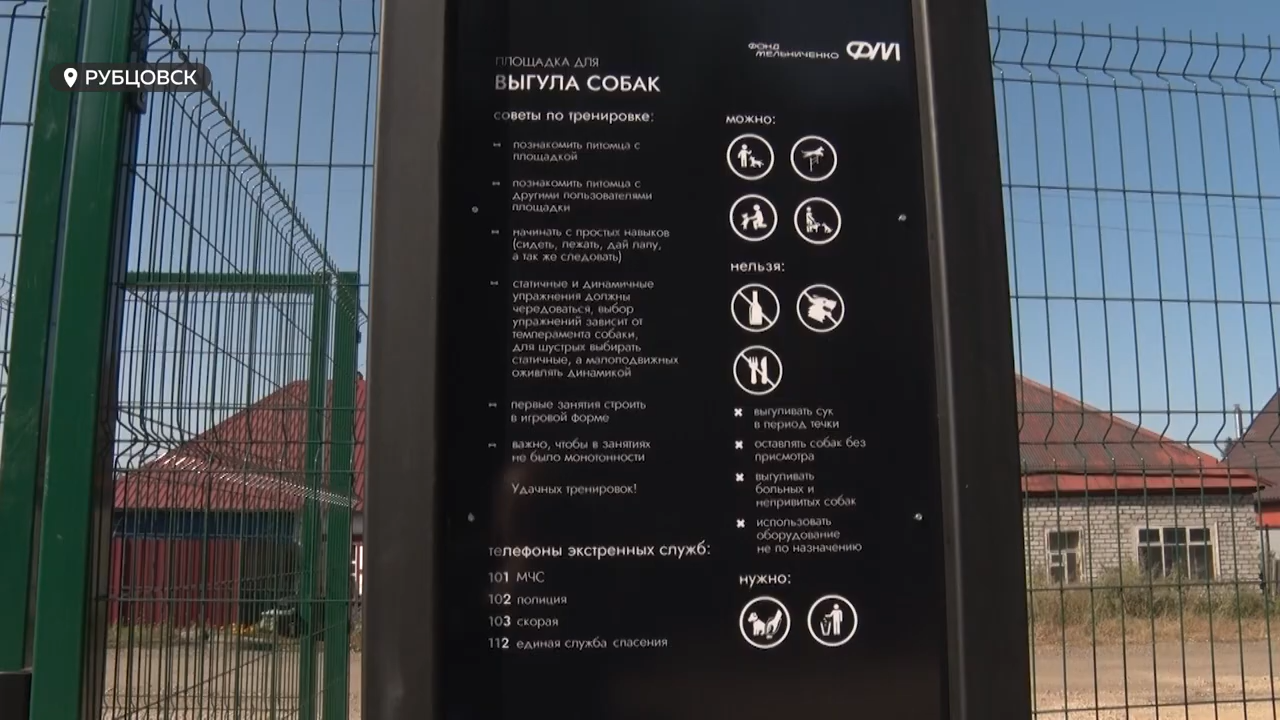 РУБЦОВСК
ФОНД
МЕЛЬНИЧЕНКО
ФМ
ПЛОЩАДКА ДЛЯ
ВЫГУЛА СОБАК
советы по тренировке:
познакомить питомца с
площадкой
познакомить питомца с
другими пользователями
площадки
начинать с простых навыков
(сидеть, лежать, дай лапу,
а так же следовать)
статичные и динамичные
упражнения должны
чередоваться, выбор
упражнений зависит от
темперамента собаки,
для шустрых выбирать
статичные, а малоподвижных
оживлять динамикой
первые занятия строить
в игровой форме
важно, чтобы в занятиях
не было монотонности
Удачных тренировок!
телефоны экстренных служб:
101 МЧС
102 полиция
103 скорая
112 единая служба спасения
можно:
нельзя:
выгуливать сук
в период течки
оставлять собак без
присмотра
выгуливать
больных и
непривитых собак
использовать
оборудование
не по назначению
нужно: